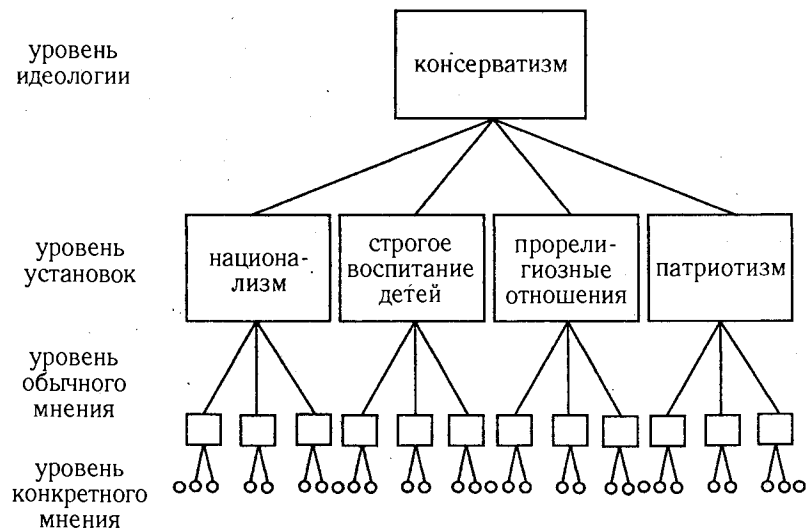 уровень
идеологии
консерватизм
уровень
установок
национа-
лизм
строгое
воспитание
детей
прорели-
гиозные
отношения
патриотизм
уровень
обычного
мнения
уровень
конкретного
мнения